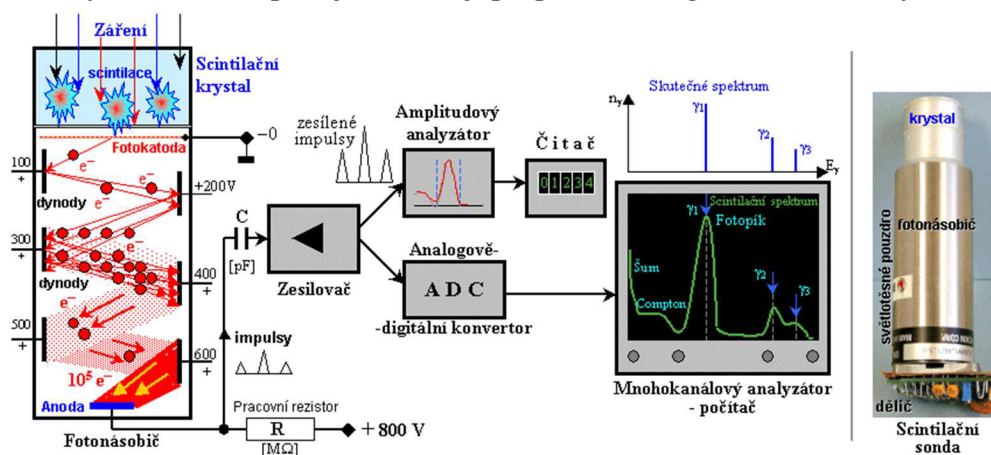 Záření
scintilace
Scintilační
krystal
–0
Fotokatoda
100
+
e–
e–
e–
+200V
dynody
300
+
e–
dynody
400
+
e–
500
+
600
+
10⁵ e–
Anoda
Fotonásobič
C
[pF]
impulsy
Pracovní rezistor
R
[MΩ]
+ 800 V
zesílené
impulsy
Zesilovač
Amplitudový
analyzátor
Čítač
01234
Analogově-
ADC
-digitální konvertor
nγ
Skutečné spektrum
γ1
γ2
γ3
Eγ
Scintilační spektrum
γ1
Fotopík
Šum
Compton
γ2
γ3
Mnohokanálový analyzátor
- počítač
krystal
fotonásobič
světlotěsné pouzdro
dělič
Scintilační
sonda